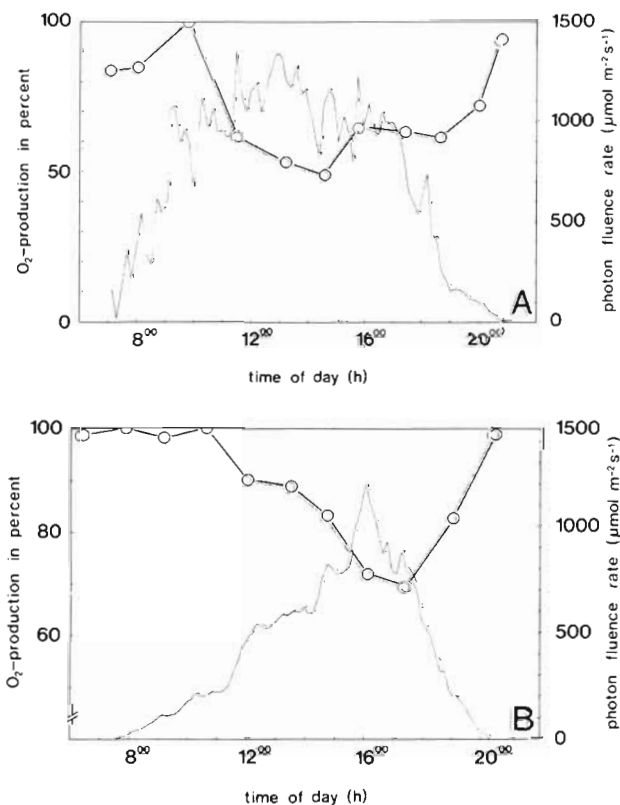 100
50
0
O₂-production in percent
1500
1000
500
0
photon fluence rate (μmol m⁻²s⁻¹)
A
8⁰⁰ 12⁰⁰ 16⁰⁰ 20⁰⁰
time of day (h)
100
80
60
O₂-production in percent
1500
1000
500
0
photon fluence rate (μmol m⁻²s⁻¹)
B
8⁰⁰ 12⁰⁰ 16⁰⁰ 20⁰⁰
time of day (h)